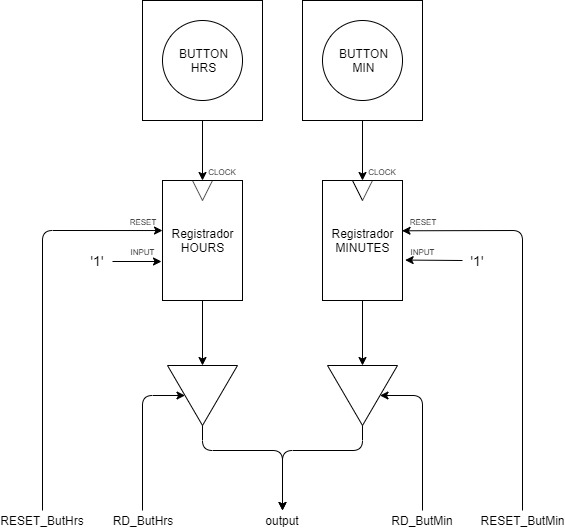 BUTTON
HRS
BUTTON
MIN
CLOCK
CLOCK
RESET
Registrador
HOURS
INPUT
'1'
Registrador
MINUTES
RESET
INPUT
'1'
RESET_ButHrs
RD_ButHrs
output
RD_ButMin
RESET_ButMin